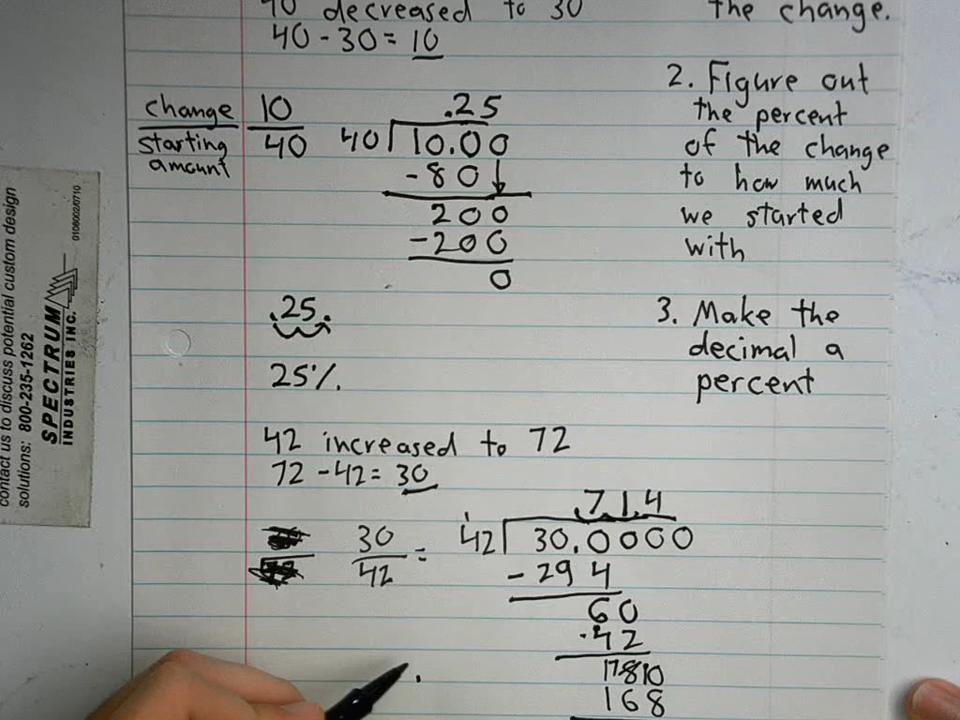 40 decreased to 30
40 - 30 = 10
the change.
change 10
starting amount 40
.25
40 10.00
- 80
200
- 200
0
2. Figure out
the percent
of the change
to how much
we started
with
.25.
25%
3. Make the
decimal a
percent
42 increased to 72
72 - 42 = 30
30
42
=
.714
1
42 30.0000
- 294
60
- 42
180
168
contact us to discuss potential custom design
solutions: 800-235-1262
SPECTRUM
INDUSTRIES INC.